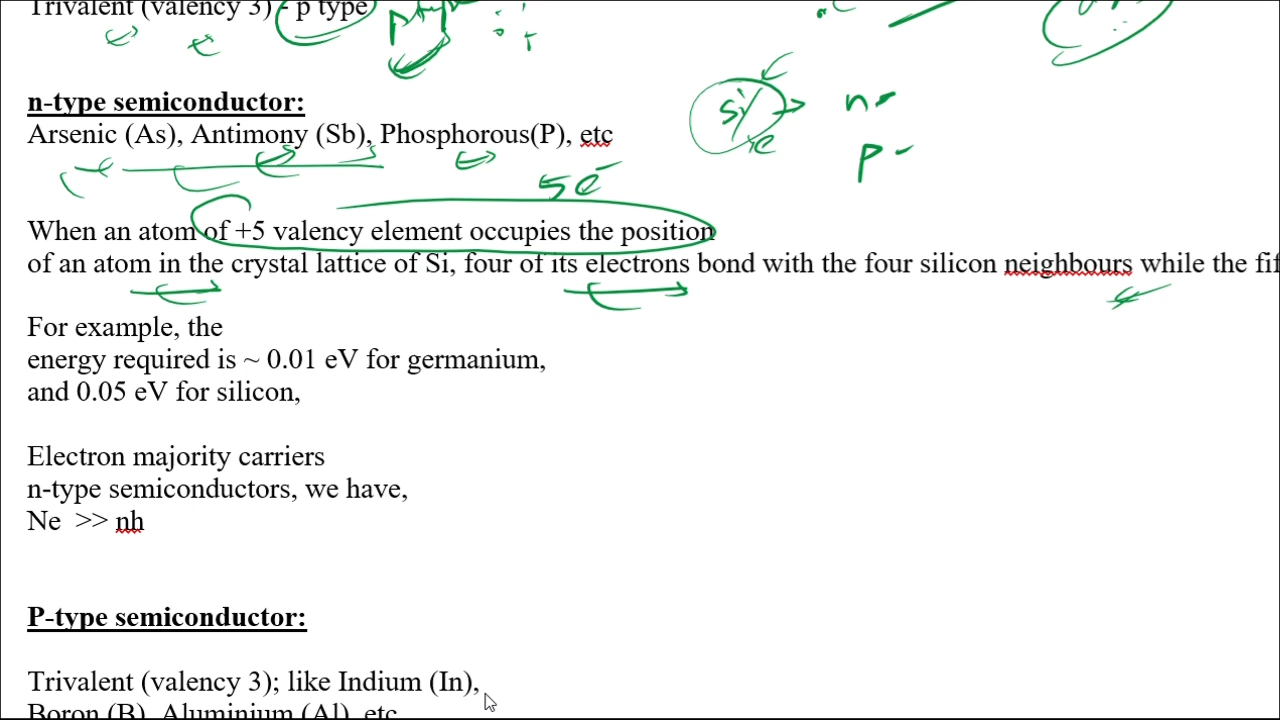 Trivalent (valency 3) - p type
p
n-type semiconductor:
Arsenic (As), Antimony (Sb), Phosphorous(P), etc
Si
n-
p-
5e⁻
When an atom of +5 valency element occupies the position
of an atom in the crystal lattice of Si, four of its electrons bond with the four silicon neighbours while the fif
For example, the
energy required is ~ 0.01 eV for germanium,
and 0.05 eV for silicon,
Electron majority carriers
n-type semiconductors, we have,
Ne >> nh
P-type semiconductor:
Trivalent (valency 3); like Indium (In),
Boron (B), Aluminium (Al), etc